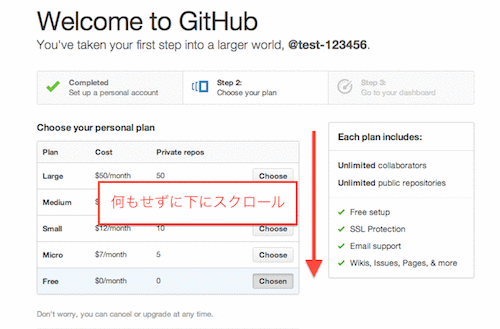 Welcome to GitHub
You've taken your first step into a larger world, @test-123456.
Completed
Set up a personal account
Step 2:
Choose your plan
Step 3:
Go to your dashboard
Choose your personal plan
Plan Cost Private repos
Large $50/month 50 Choose
Medium
何もせずに下にスクロール
Small $12/month 10 Choose
Micro $7/month 5 Choose
Free $0/month 0 Chosen
Don't worry, you can cancel or upgrade at any time.
Each plan includes:
Unlimited collaborators
Unlimited public repositories
Free setup
SSL Protection
Email support
Wikis, Issues, Pages, & more